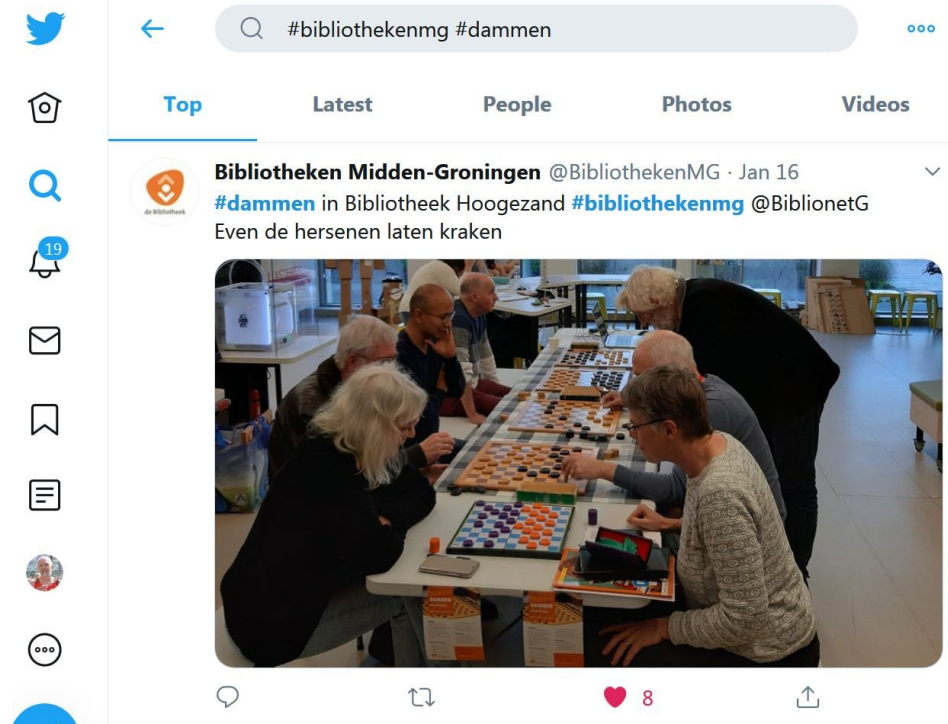 #bibliothekenmg #dammen
Top Latest People Photos Videos
Bibliotheken Midden-Groningen @BibliothekenMG · Jan 16
#dammen in Bibliotheek Hoogezand #bibliothekenmg @BiblionetG
Even de hersenen laten kraken
de Bibliotheek
19
8